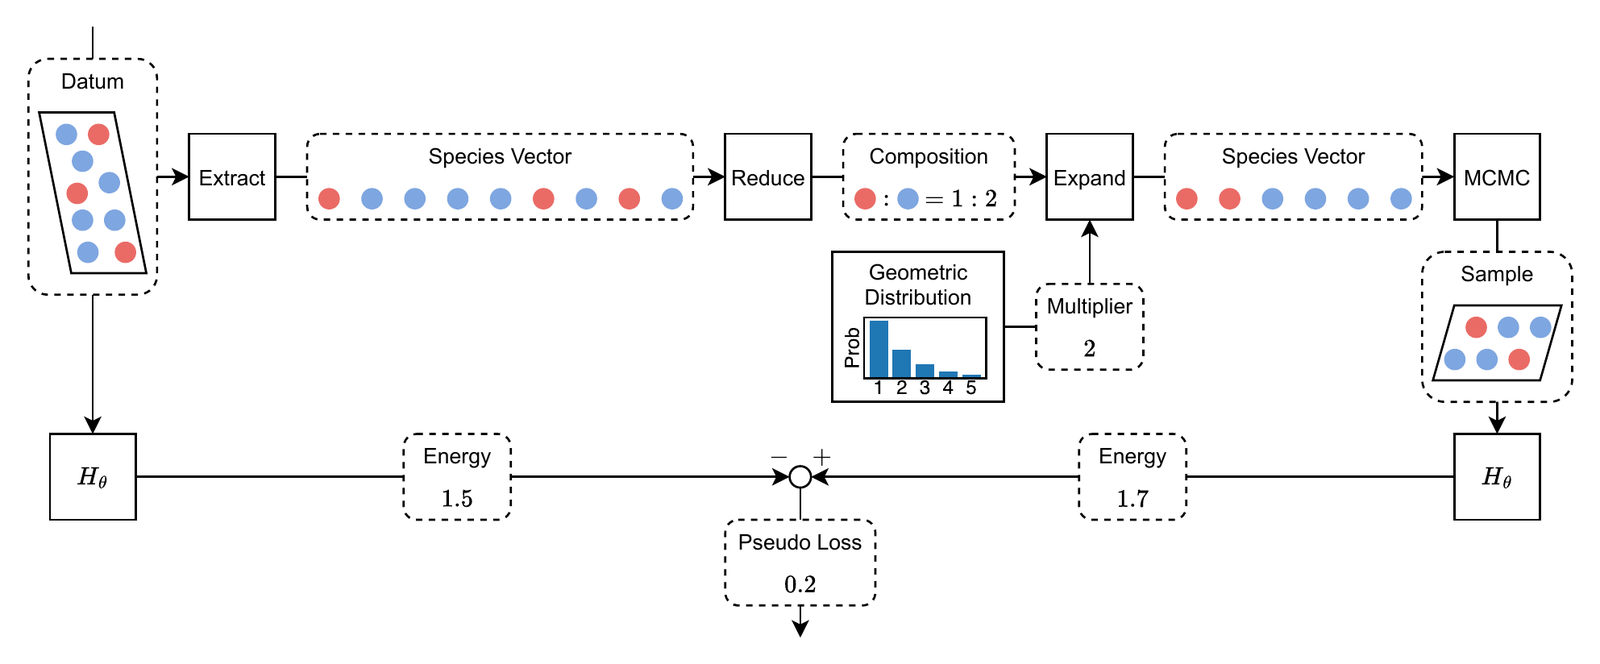 Datum
Extract
Species Vector
Reduce
Composition
: = 1 : 2
Expand
Species Vector
MCMC
Geometric
Distribution
Prob
1 2 3 4 5
Multiplier
2
Sample
H_θ
Energy
1.5
− +
Energy
1.7
H_θ
Pseudo Loss
0.2